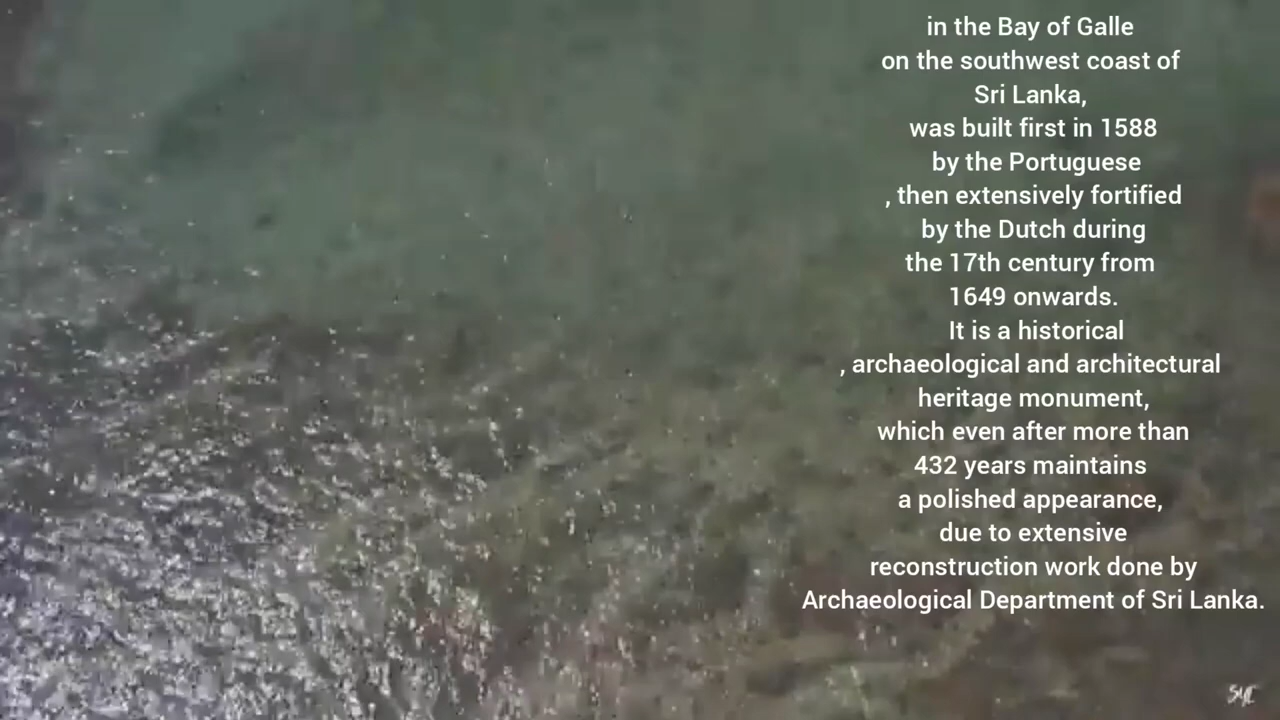 in the Bay of Galle
on the southwest coast of
Sri Lanka,
was built first in 1588
by the Portuguese
, then extensively fortified
by the Dutch during
the 17th century from
1649 onwards.
It is a historical
, archaeological and architectural
heritage monument,
which even after more than
432 years maintains
a polished appearance,
due to extensive
reconstruction work done by
Archaeological Department of Sri Lanka.